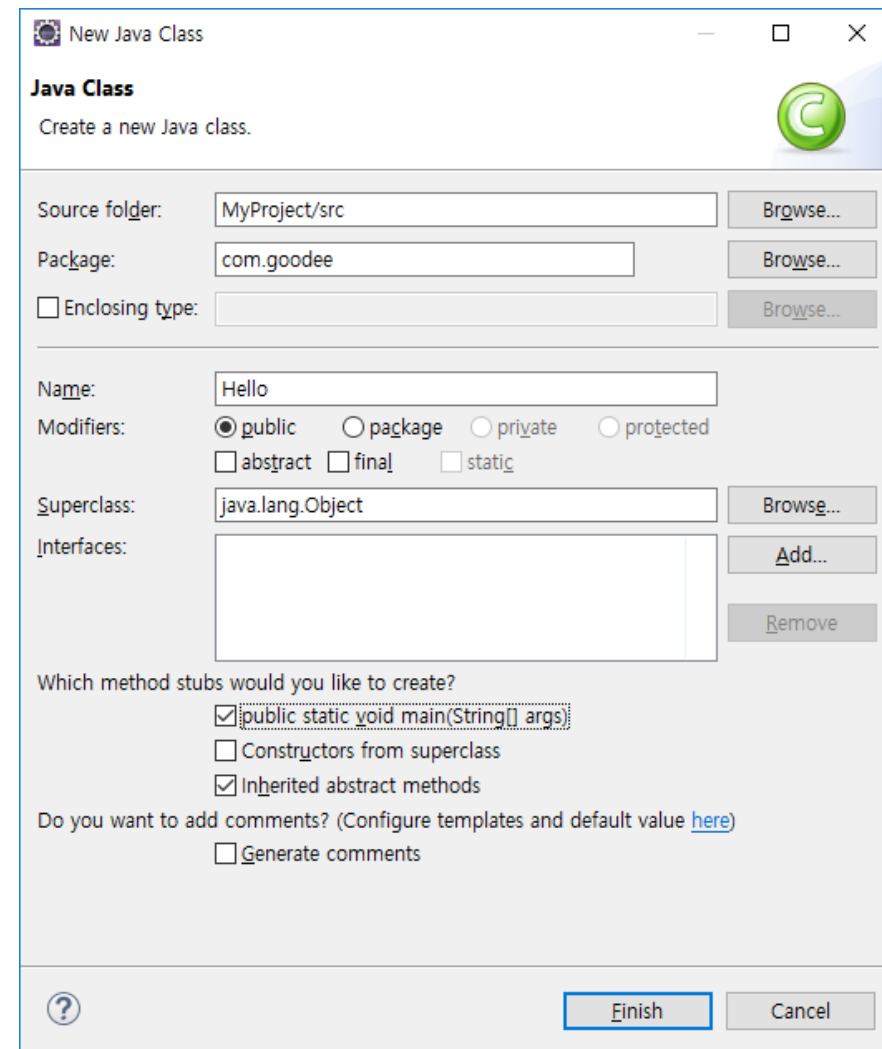 New Java Class
Java Class
Create a new Java class.
C
Source folder: MyProject/src Browse...
Package: com.goodee Browse...
Enclosing type: Browse...
Name: Hello
Modifiers: public package private protected
abstract final static
Superclass: java.lang.Object Browse...
Interfaces: Add...
Remove
Which method stubs would you like to create?
public static void main(String[] args)
Constructors from superclass
Inherited abstract methods
Do you want to add comments? (Configure templates and default value here)
Generate comments
? Finish Cancel